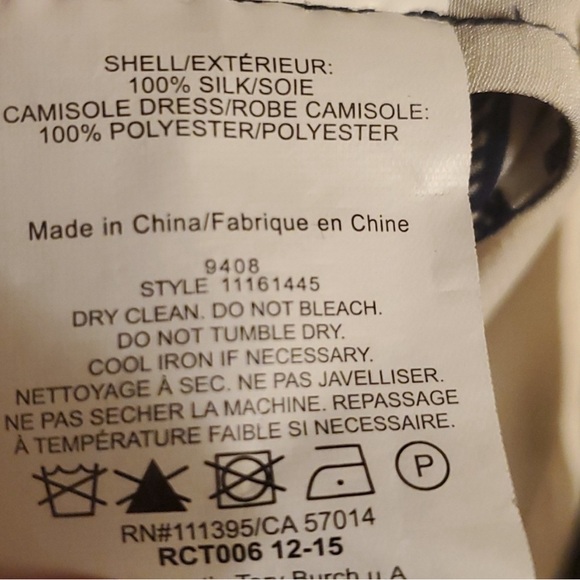 SHELL/EXTÉRIEUR:
100% SILK/SOIE
CAMISOLE DRESS/ROBE CAMISOLE:
100% POLYESTER/POLYESTER
Made in China/Fabrique en Chine
9408
STYLE 11161445
DRY CLEAN. DO NOT BLEACH.
DO NOT TUMBLE DRY.
COOL IRON IF NECESSARY.
NETTOYAGE À SEC. NE PAS JAVELLISER.
NE PAS SECHER LA MACHINE. REPASSAGE
À TEMPÉRATURE FAIBLE SI NECESSAIRE.
P
RN#111395/CA 57014
RCT006 12-15
Tory Burch